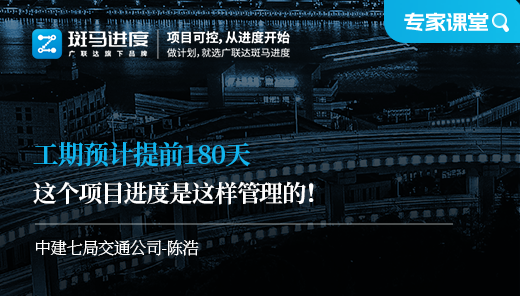 斑马进度
广联达旗下品牌
项目可控，从进度开始
做计划，就选广联达斑马进度
专家课堂
工期预计提前180天
这个项目进度是这样管理的！
中建七局交通公司-陈浩